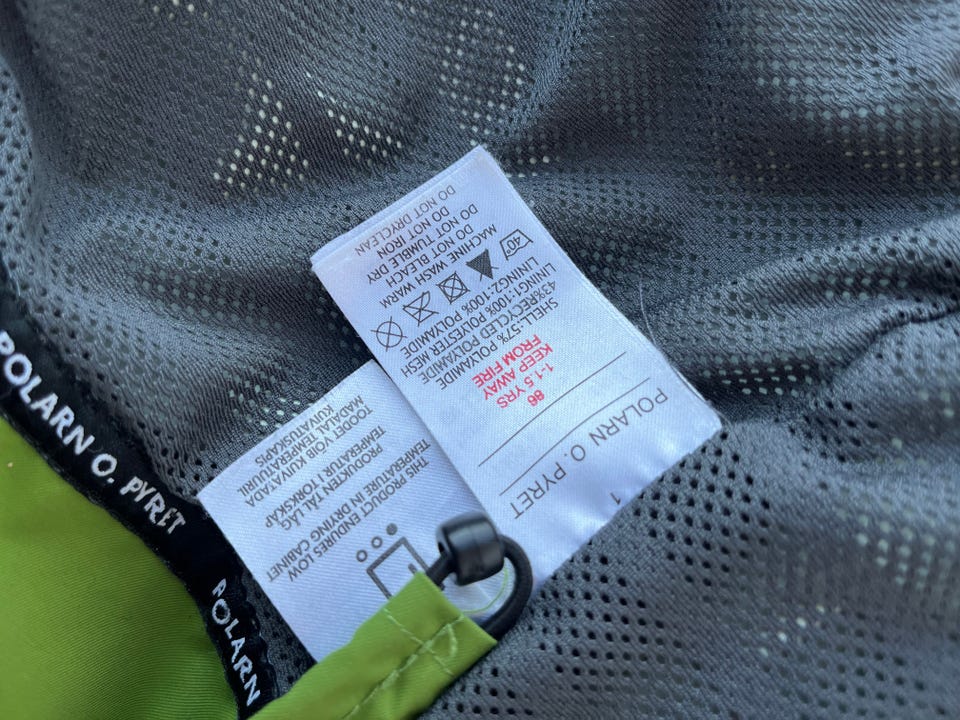 POLARN O. PYRET
1
86
1-1.5 YRS
KEEP AWAY
FROM FIRE
SHELL:57% POLYAMIDE
43%RECYCLED POLYAMIDE
LINING1:100% POLYESTER MESH
LINING2:100% POLYAMIDE
40°
MACHINE WASH WARM
DO NOT BLEACH
DO NOT TUMBLE DRY
DO NOT IRON
DO NOT DRYCLEAN
THIS PRODUCT ENDURES LOW
TEMPERATURE IN DRYING CABINET
PRODUKTEN TÅL LÅG
TEMPERATUR I TORKSKÅP
TOODET VÕIB KUIVATADA
MADALAL TEMPERATUURIL
KUIVATUSKAPIS
POLARN O. PYRET
POLARN